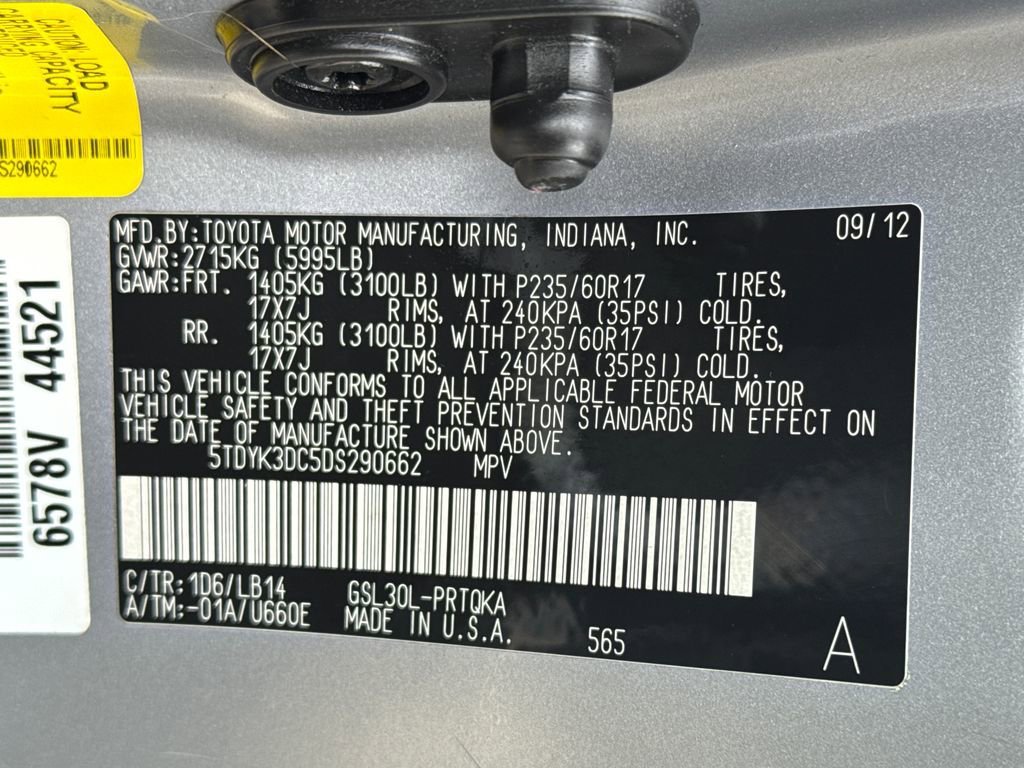 CAUTION LOAD
CARRYING CAPACITY
S290662
6578V 44521
MFD.BY:TOYOTA MOTOR MANUFACTURING, INDIANA, INC. 09/12
GVWR:2715KG (5995LB)
GAWR:FRT. 1405KG (3100LB) WITH P235/60R17 TIRES,
17X7J RIMS, AT 240KPA (35PSI) COLD.
RR. 1405KG (3100LB) WITH P235/60R17 TIRES,
17X7J RIMS, AT 240KPA (35PSI) COLD.
THIS VEHICLE CONFORMS TO ALL APPLICABLE FEDERAL MOTOR
VEHICLE SAFETY AND THEFT PREVENTION STANDARDS IN EFFECT ON
THE DATE OF MANUFACTURE SHOWN ABOVE.
5TDYK3DC5DS290662 MPV
C/TR:1D6/LB14 GSL30L-PRTQKA
A/TM:-01A/U660E MADE IN U.S.A. 565
A